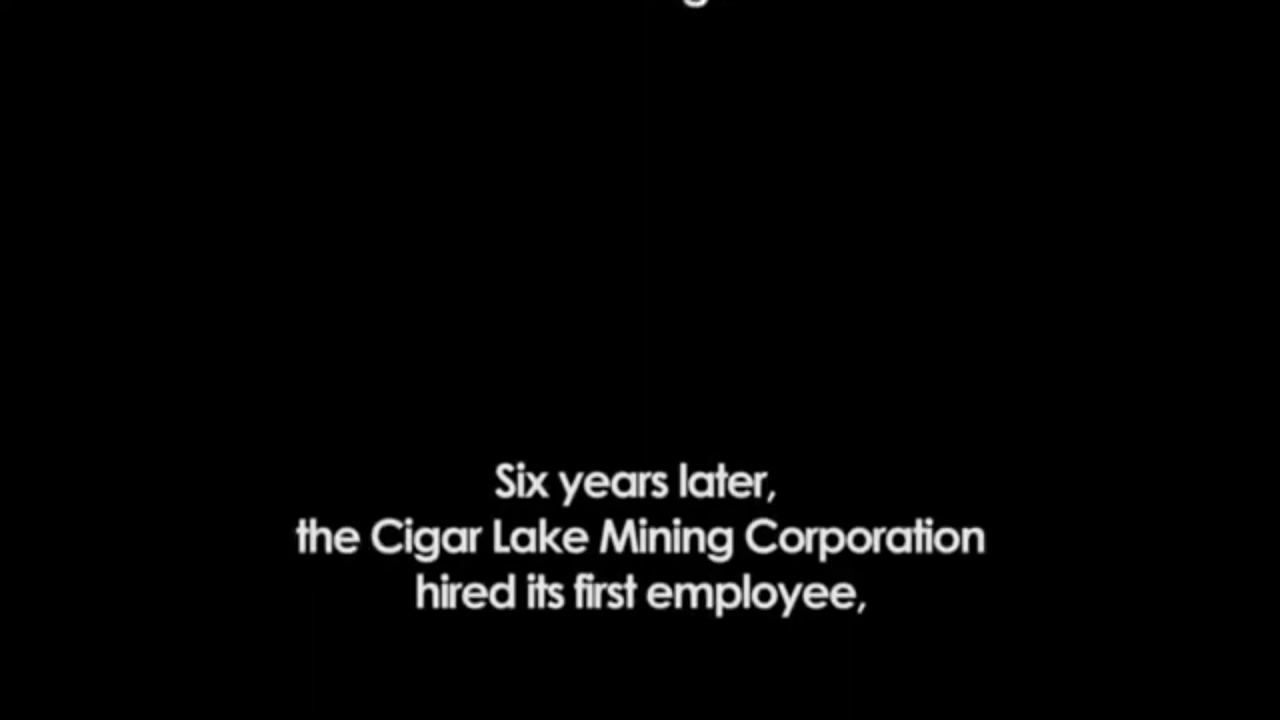 Six years later,
the Cigar Lake Mining Corporation
hired its first employee,